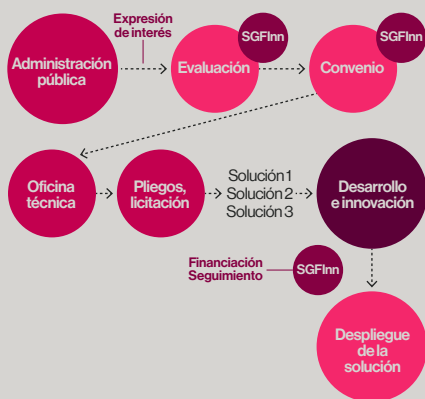 Expresión
de interés
Administración
pública
Evaluación
SGFInn
Convenio
SGFInn
Oficina
técnica
Pliegos,
licitación
Solución 1
Solución 2
Solución 3
Desarrollo
e innovación
Financiación
Seguimiento
SGFInn
Despliegue
de la
solución